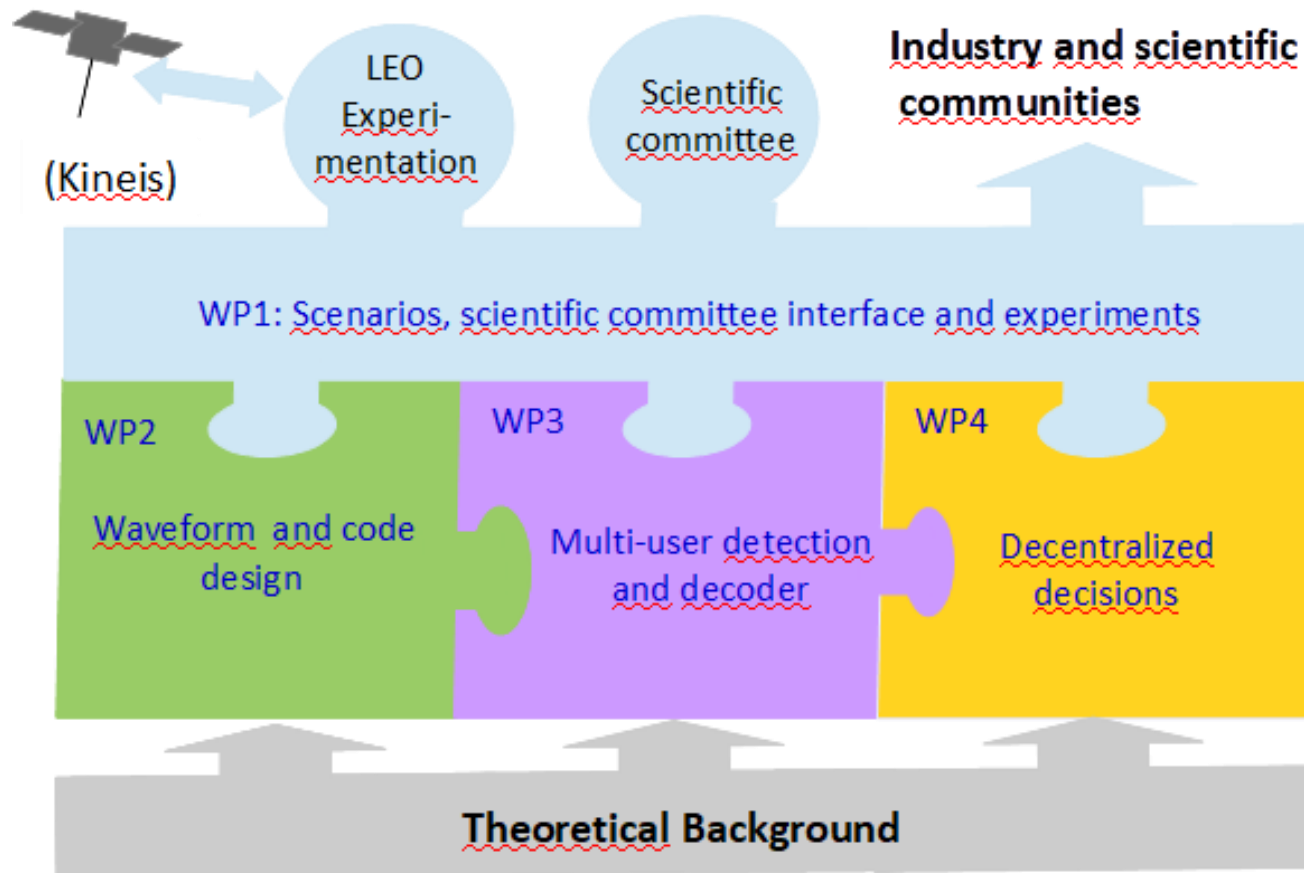 LEO
Experi-
mentation
Scientific
committee
Industry and scientific
communities
(Kineis)
WP1: Scenarios, scientific committee interface and experiments
WP2
Waveform and code
design
WP3
Multi-user detection
and decoder
WP4
Decentralized
decisions
Theoretical Background